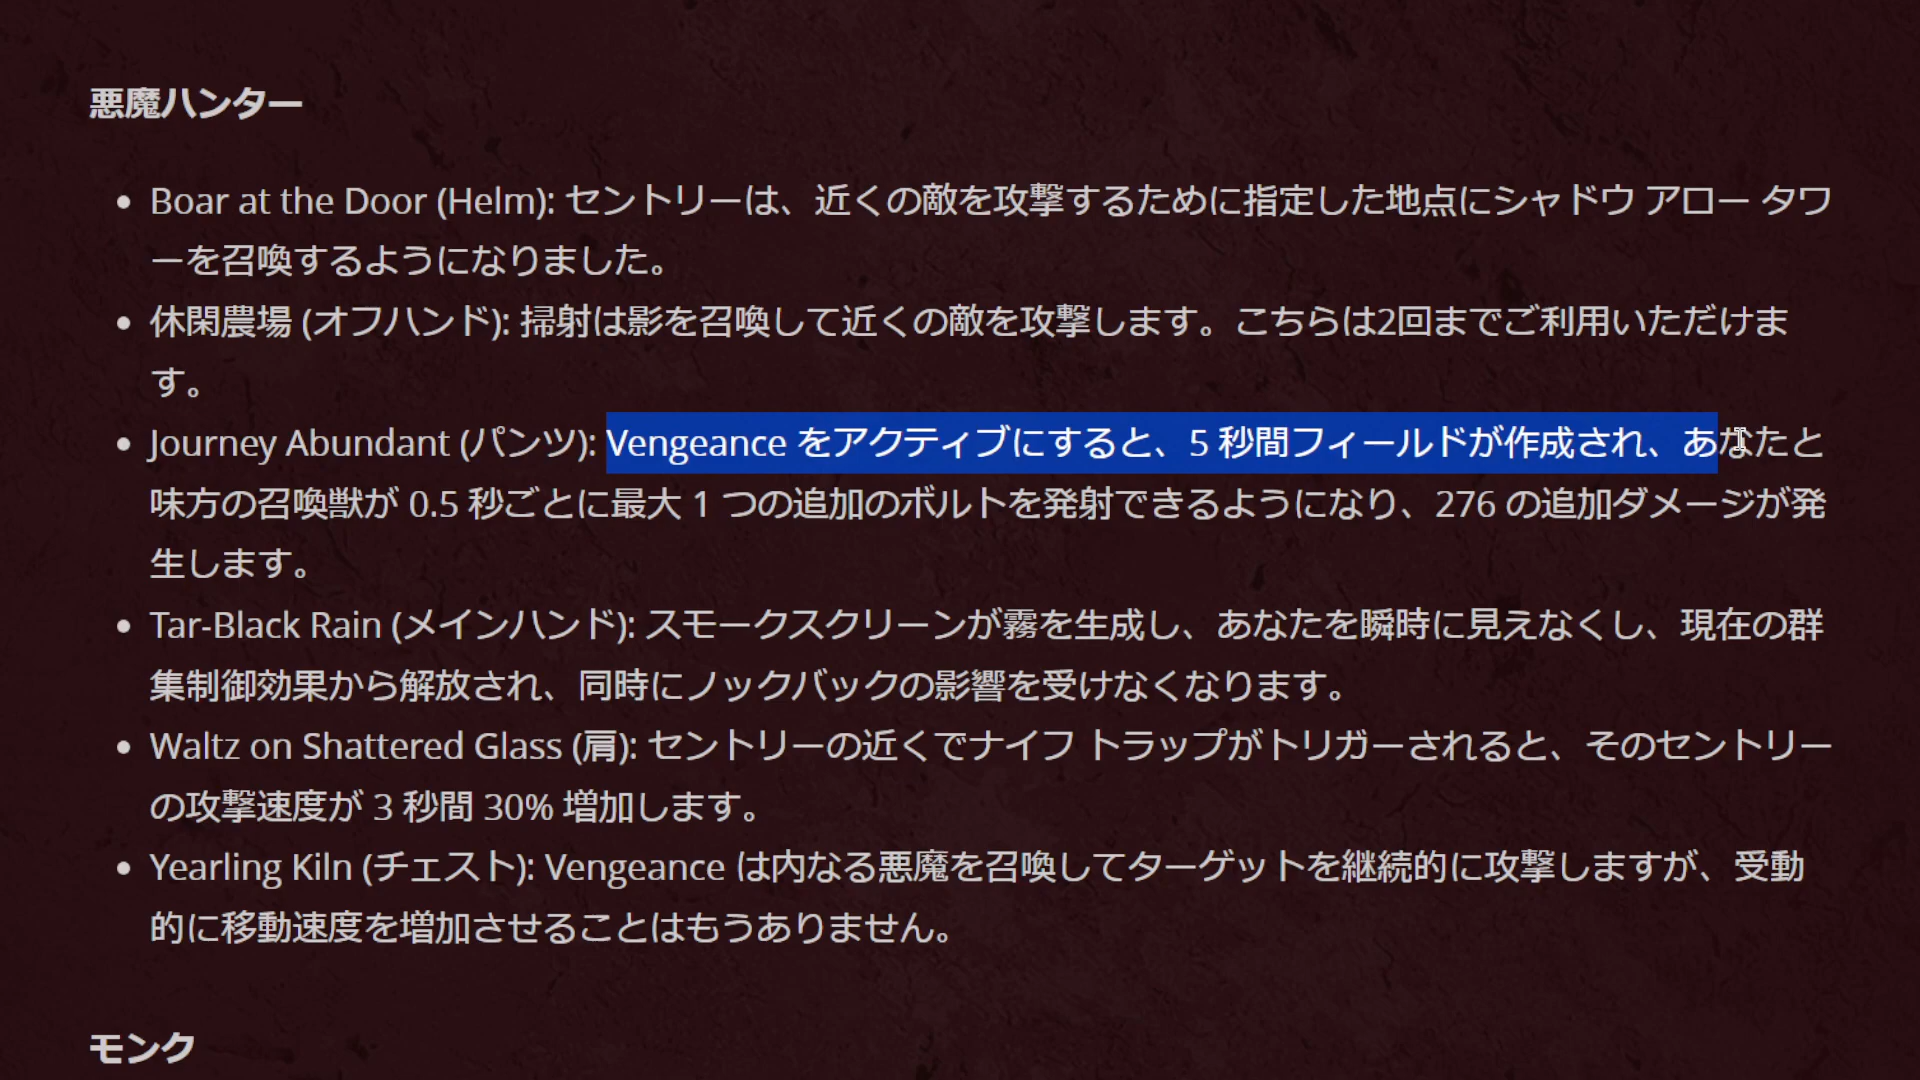 悪魔ハンター
Boar at the Door (Helm): セントリーは、近くの敵を攻撃するために指定した地点にシャドウ アロー タワ
ーを召喚するようになりました。
休閑農場 (オフハンド): 掃射は影を召喚して近くの敵を攻撃します。こちらは2回までご利用いただけま
す。
Journey Abundant (パンツ): Vengeance をアクティブにすると、5 秒間フィールドが作成され、あなたと
味方の召喚獣が 0.5 秒ごとに最大 1 つの追加のボルトを発射できるようになり、276 の追加ダメージが発
生します。
Tar-Black Rain (メインハンド): スモークスクリーンが霧を生成し、あなたを瞬時に見えなくし、現在の群
集制御効果から解放され、同時にノックバックの影響を受けなくなります。
Waltz on Shattered Glass (肩): セントリーの近くでナイフ トラップがトリガーされると、そのセントリー
の攻撃速度が 3 秒間 30% 増加します。
Yearling Kiln (チェスト): Vengeance は内なる悪魔を召喚してターゲットを継続的に攻撃しますが、受動
的に移動速度を増加させることはもうありません。
モンク